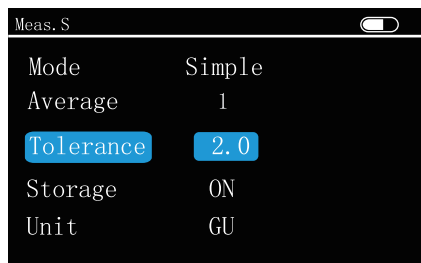 Meas.S
Mode Simple
Average 1
Tolerance 2.0
Storage ON
Unit GU